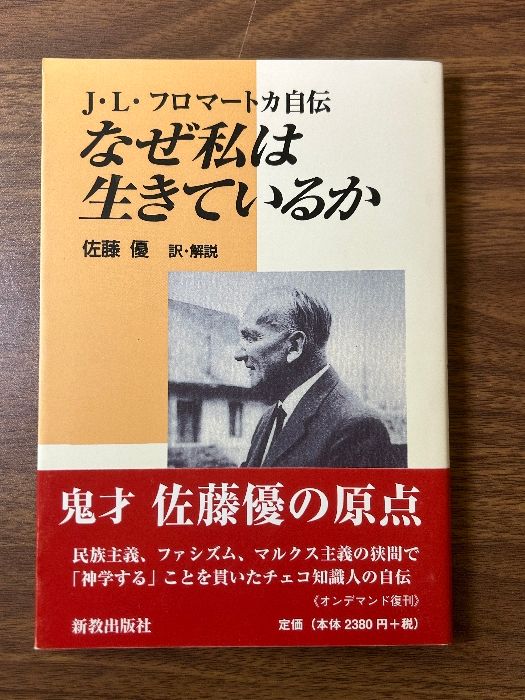 J・L・フロマートカ自伝
なぜ私は
生きているか
佐藤 優 訳・解説
鬼才 佐藤優の原点
民族主義、ファシズム、マルクス主義の狭間で
「神学する」ことを貫いたチェコ知識人の自伝
《オンデマンド復刊》
新教出版社 定価（本体2380円＋税）